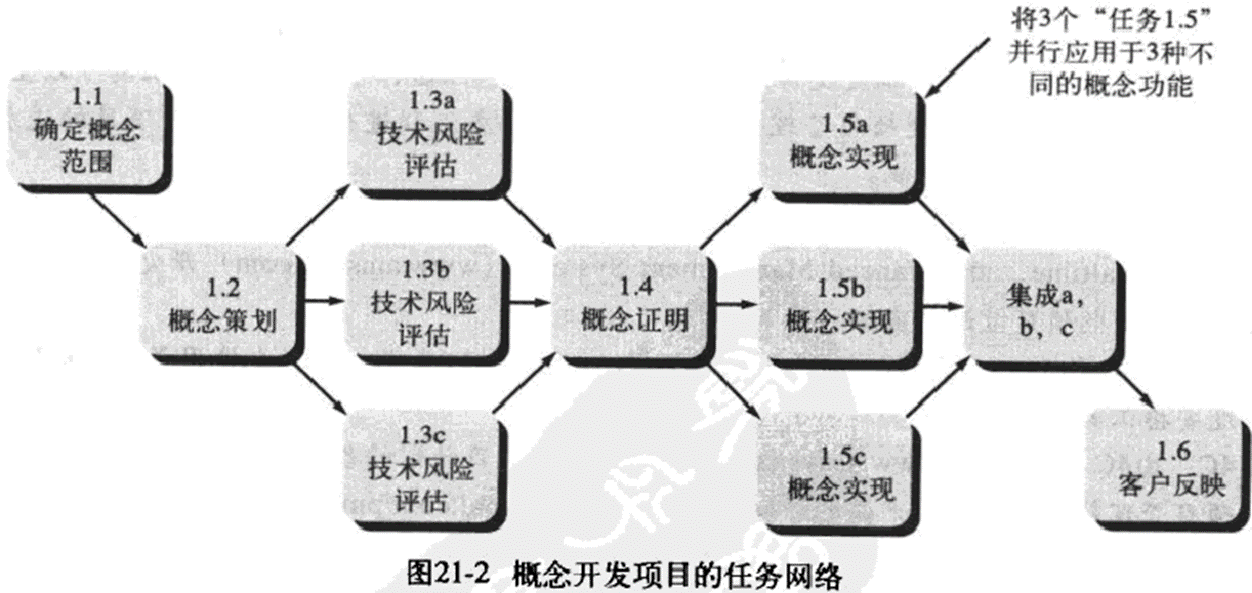 将3个“任务1.5”
并行应用于3种不
同的概念功能
1.1
确定概念
范围
1.2
概念策划
1.3a
技术风险
评估
1.3b
技术风险
评估
1.3c
技术风险
评估
1.4
概念证明
1.5a
概念实现
1.5b
概念实现
1.5c
概念实现
集成a，
b，c
1.6
客户反映
图21-2 概念开发项目的任务网络